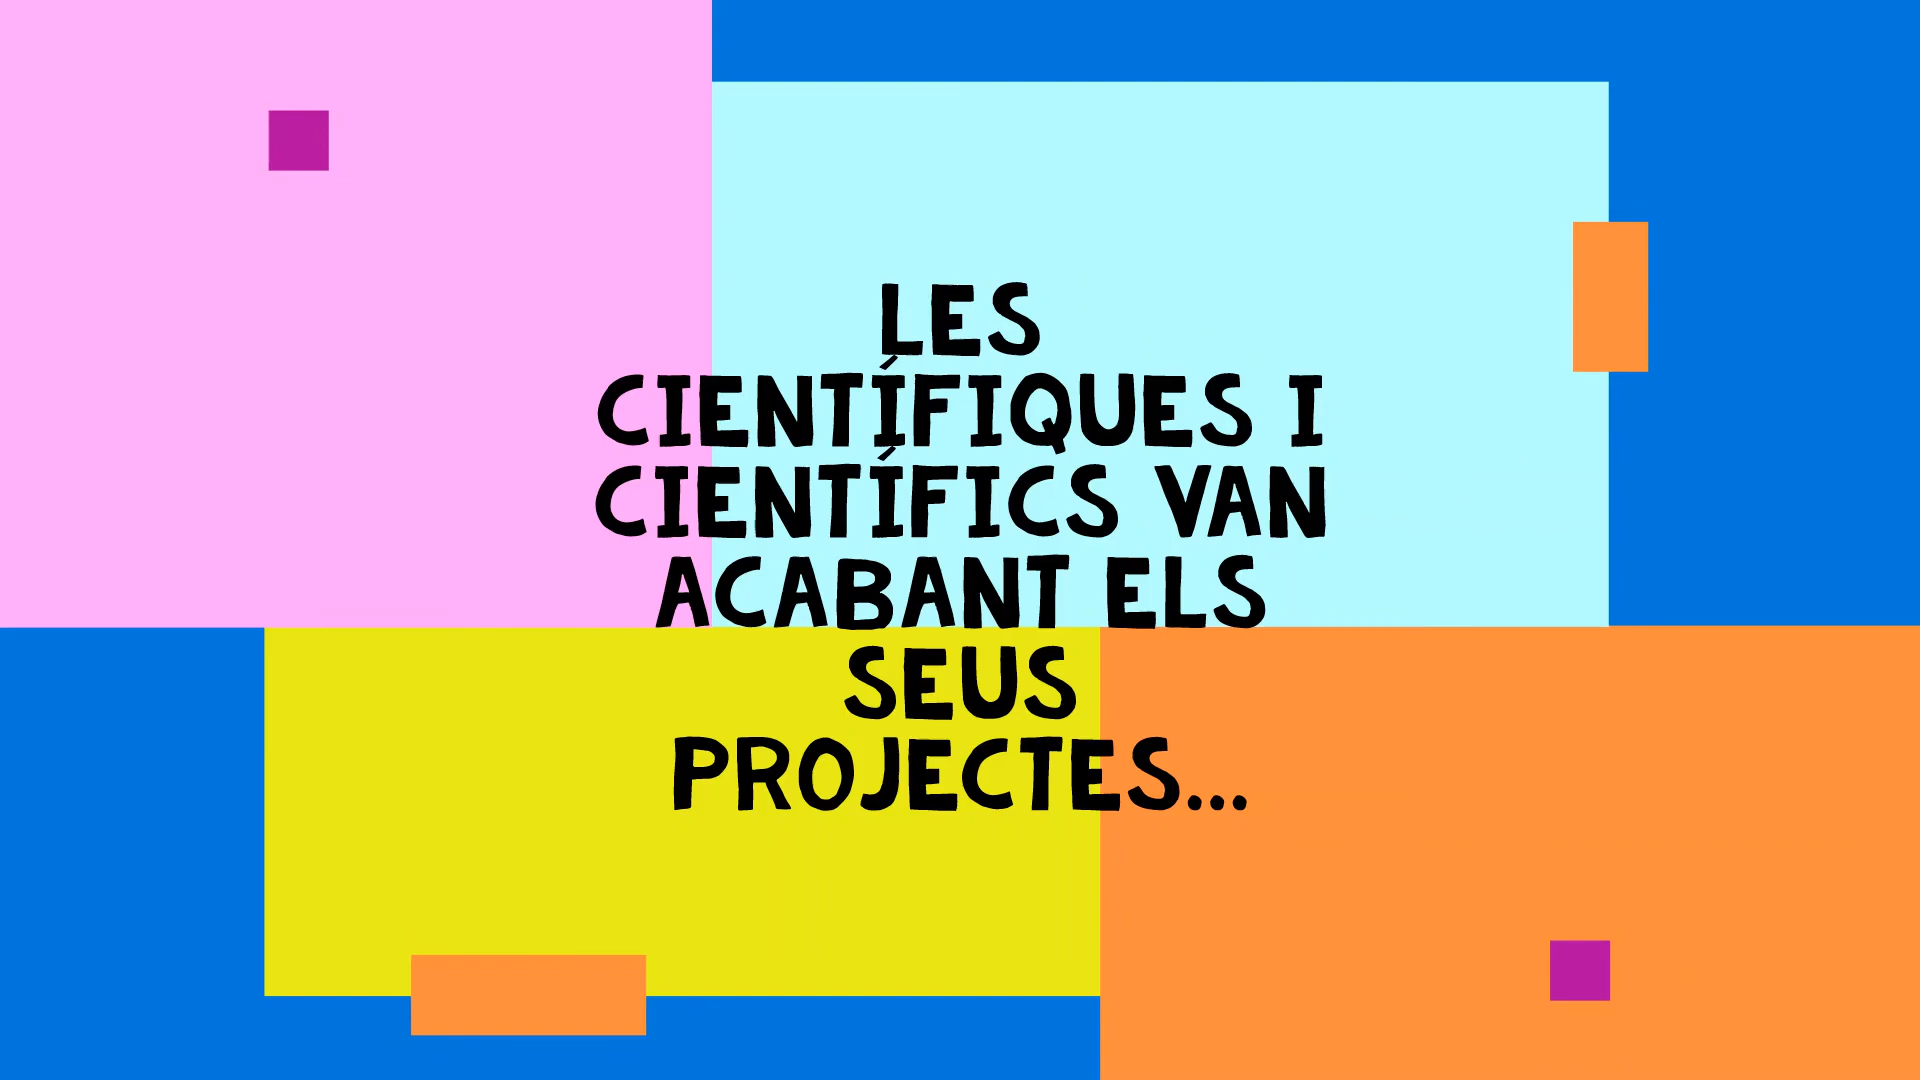 LES
CIENTÍFIQUES I
CIENTÍFICS VAN
ACABANT ELS
SEUS
PROJECTES...